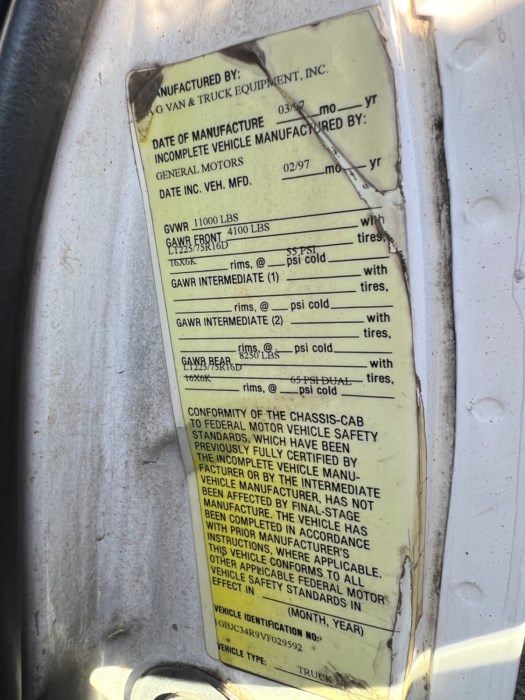 ANUFACTURED BY:
G VAN & TRUCK EQUIPMENT, INC.
DATE OF MANUFACTURE 03/ mo yr
INCOMPLETE VEHICLE MANUFACTURED BY:
GENERAL MOTORS
DATE INC. VEH. MFD. 02/97 mo yr
GVWR 11000 LBS
GAWR FRONT 4100 LBS with
LT225/75R16D tires,
16X6K rims, @ 55 PSI psi cold
GAWR INTERMEDIATE (1) with
tires,
rims, @ psi cold
GAWR INTERMEDIATE (2) with
tires,
rims, @ psi cold
GAWR REAR 8250 LBS with
LT225/75R16D tires,
16X6K rims, @ 65 PSI DUAL psi cold
CONFORMITY OF THE CHASSIS-CAB
TO FEDERAL MOTOR VEHICLE SAFETY
STANDARDS, WHICH HAVE BEEN
PREVIOUSLY FULLY CERTIFIED BY
THE INCOMPLETE VEHICLE MANU-
FACTURER OR BY THE INTERMEDIATE
VEHICLE MANUFACTURER, HAS NOT
BEEN AFFECTED BY FINAL-STAGE
MANUFACTURE. THE VEHICLE HAS
BEEN COMPLETED IN ACCORDANCE
WITH PRIOR MANUFACTURER'S
INSTRUCTIONS, WHERE APPLICABLE.
THIS VEHICLE CONFORMS TO ALL
OTHER APPLICABLE FEDERAL MOTOR
VEHICLE SAFETY STANDARDS IN
EFFECT IN
(MONTH, YEAR)
VEHICLE IDENTIFICATION NO:
1GBJC34R9VF029592
VEHICLE TYPE: TRUCK